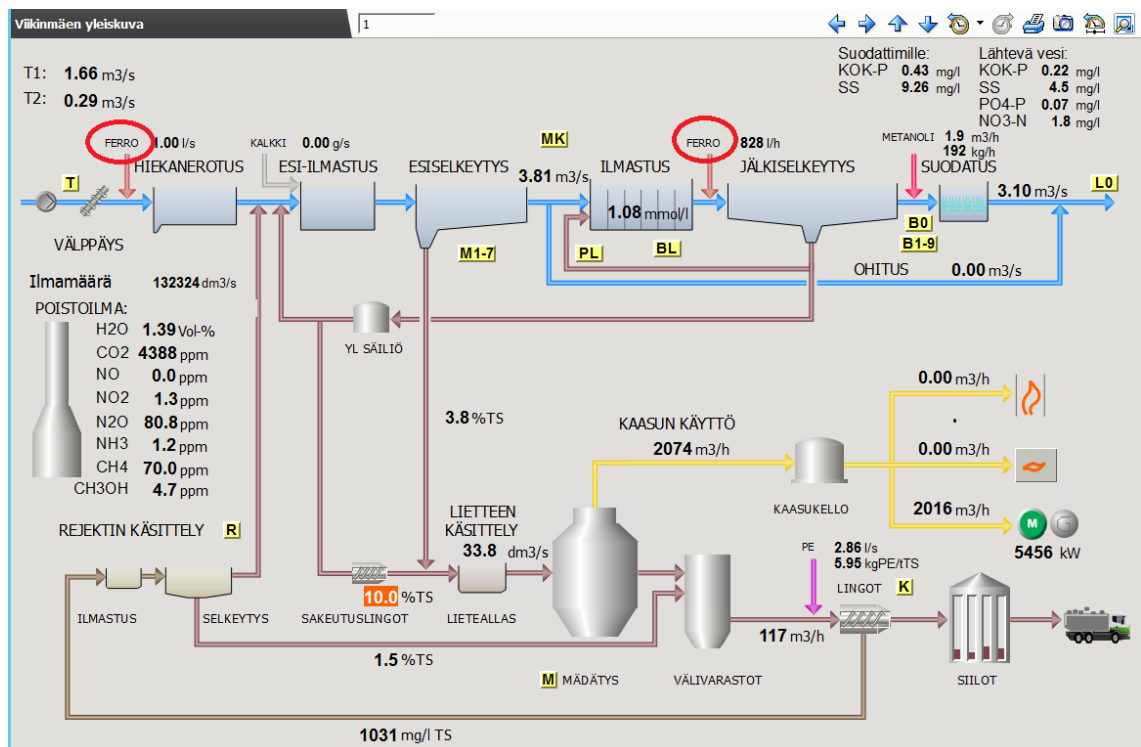 Viikinmäen yleiskuva
1
T1: 1.66 m3/s
T2: 0.29 m3/s
Suodattimille:
KOK-P 0.43 mg/l
SS 9.26 mg/l
Lähtevä vesi:
KOK-P 0.22 mg/l
SS 4.5 mg/l
PO4-P 0.07 mg/l
NO3-N 1.8 mg/l
FERRO 1.00 l/s
KALKKI 0.00 g/s
MK
FERRO 828 l/h
METANOLI 1.9 m3/h
192 kg/h
HIEKANEROTUS
ESI-ILMASTUS
ESISELKEYTYS
3.81 m3/s
ILMASTUS
JÄLKISELKEYTYS
SUODATUS
3.10 m3/s
L0
T
1.08 mmol/l
VÄLPPÄYS
M1-7
PL
BL
B0
B1-9
OHITUS 0.00 m3/s
Ilmamäärä 132324 dm3/s
POISTOILMA:
H2O 1.39 Vol-%
CO2 4388 ppm
NO 0.0 ppm
NO2 1.3 ppm
N2O 80.8 ppm
NH3 1.2 ppm
CH4 70.0 ppm
CH3OH 4.7 ppm
YL SÄILIÖ
3.8 %TS
KAASUN KÄYTTÖ
2074 m3/h
KAASUKELLO
0.00 m3/h
0.00 m3/h
2016 m3/h
M
G
5456 kW
REJEKTIN KÄSITTELY R
LIETTEEN
KÄSITTELY
33.8 dm3/s
PE 2.86 l/s
5.95 kgPE/tTS
LINGOT K
10.0 %TS
ILMASTUS
SELKEYTYS
SAKEUTUSLINGOT
LIETEALLAS
117 m3/h
1.5 %TS
M MÄDÄTYS
VÄLIVARASTOT
SIILOT
1031 mg/l TS